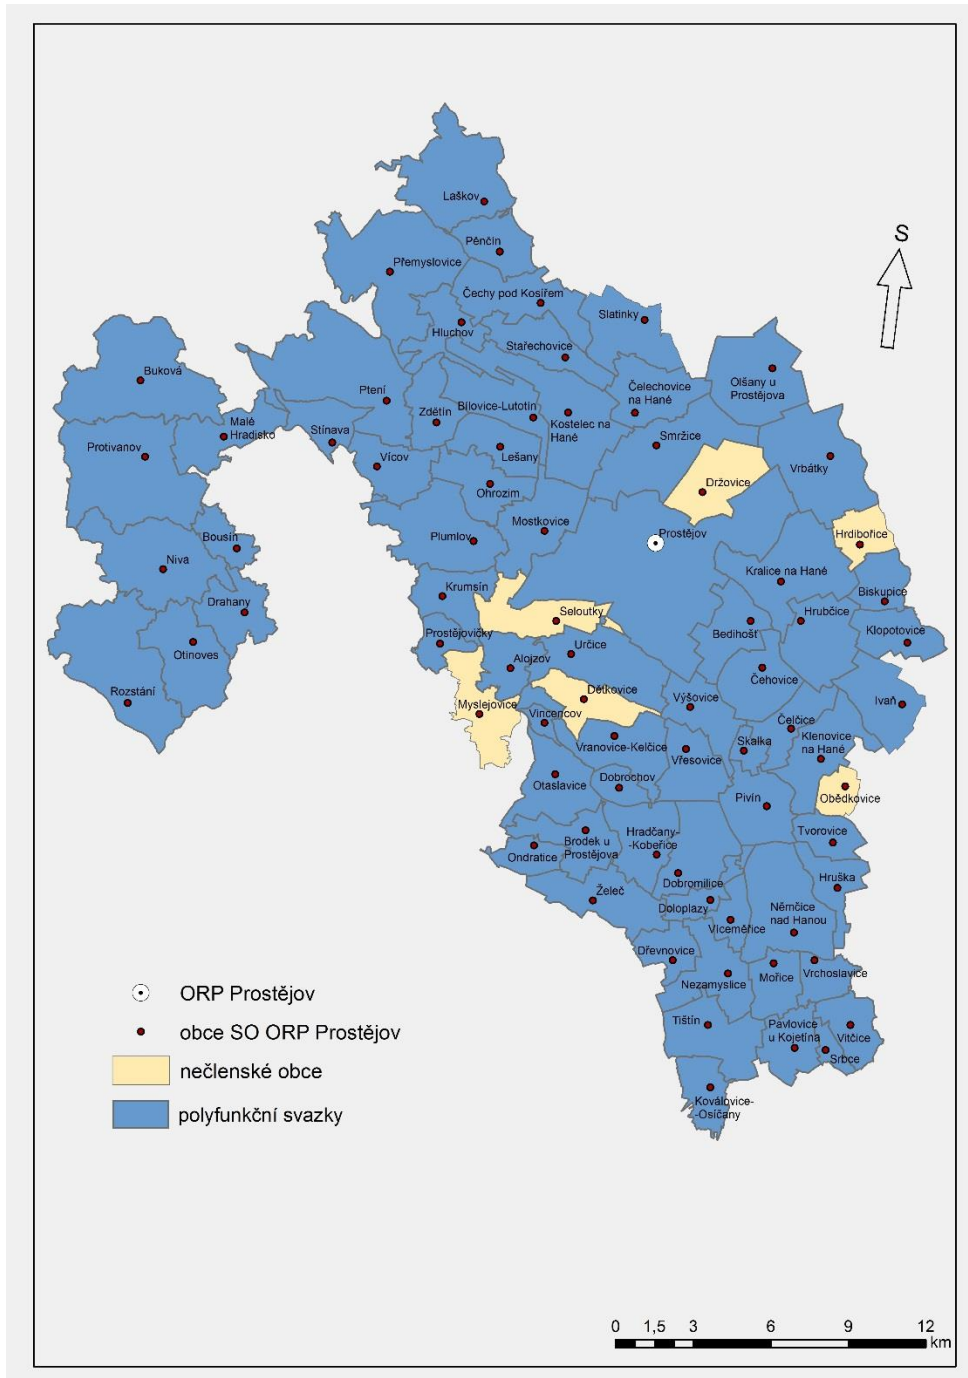 S
Laškov
Pěnčín
Přemyslovice
Čechy pod Kosířem
Slatinky
Hluchov
Stařechovice
Olšany u
Prostějova
Buková
Ptení
Zdětín
Bílovice-Lutotín
Čelechovice
na Hané
Kostelec na
Hané
Malé
Hradisko
Stínava
Protivanov
Vícov
Lešany
Smržice
Vrbátky
Ohrozim
Držovice
Mostkovice
Prostějov
Plumlov
Hrdibořice
Bousín
Niva
Kralice na Hané
Krumsín
Biskupice
Drahany
Seloutky
Bedihošť
Hrubčice
Klopotovice
Prostějovičky
Určice
Otinoves
Alojzov
Čehovice
Rozstání
Myslejovice
Dětkovice
Výšovice
Ivaň
Vincencov
Čelčice
Skalka
Klenovice
na Hané
Vranovice-Kelčice
Vřesovice
Otaslavice
Dobrochov
Obědkovice
Pivín
Hradčany-
-Kobeřice
Tvorovice
Brodek u
Prostějova
Ondratice
Dobromilice
Hruška
Želeč
Doloplazy
Němčice
nad Hanou
Víceměřice
Dřevnovice
Nezamyslice
Mořice
Vrchoslavice
Tištín
Pavlovice
u Kojetína
Vitčice
Srbce
Koválovice-
-Osíčany
ORP Prostějov
obce SO ORP Prostějov
nečlenské obce
polyfunkční svazky
0 1,5 3 6 9 12
km